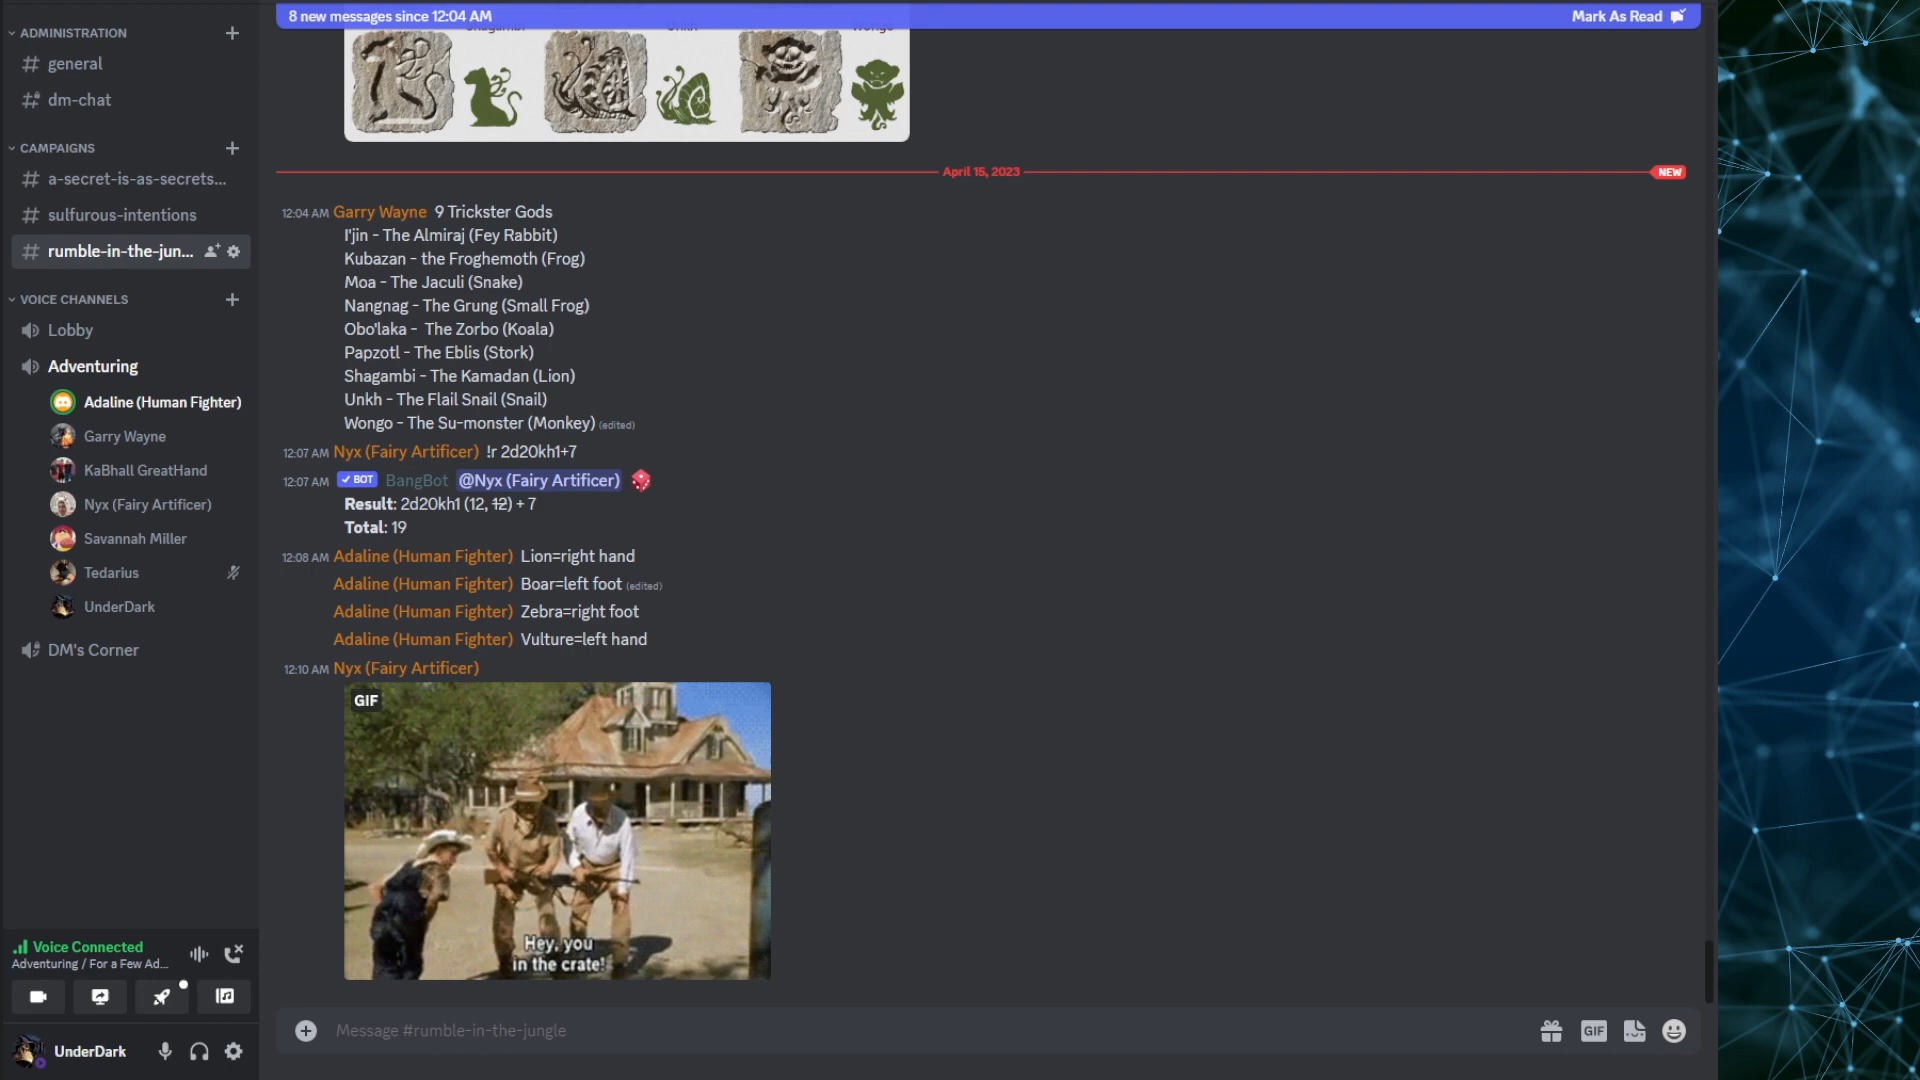 8 new messages since 12:04 AM
Mark As Read
ADMINISTRATION
general
dm-chat
CAMPAIGNS
a-secret-is-as-secrets...
sulfurous-intentions
rumble-in-the-jun...
VOICE CHANNELS
Lobby
Adventuring
Adaline (Human Fighter)
Garry Wayne
KaBhall GreatHand
Nyx (Fairy Artificer)
Savannah Miller
Tedarius
UnderDark
DM's Corner
Voice Connected
Adventuring / For a Few Ad...
UnderDark
Shagambi Unkh Wongo
April 15, 2023
NEW
12:04 AM Garry Wayne 9 Trickster Gods
I'jin - The Almiraj (Fey Rabbit)
Kubazan - the Froghemoth (Frog)
Moa - The Jaculi (Snake)
Nangnag - The Grung (Small Frog)
Obo'laka - The Zorbo (Koala)
Papzotl - The Eblis (Stork)
Shagambi - The Kamadan (Lion)
Unkh - The Flail Snail (Snail)
Wongo - The Su-monster (Monkey) (edited)
12:07 AM Nyx (Fairy Artificer) !r 2d20kh1+7
12:07 AM BOT BangBot @Nyx (Fairy Artificer)
Result: 2d20kh1 (12, 12) + 7
Total: 19
12:08 AM Adaline (Human Fighter) Lion=right hand
Adaline (Human Fighter) Boar=left foot (edited)
Adaline (Human Fighter) Zebra=right foot
Adaline (Human Fighter) Vulture=left hand
12:10 AM Nyx (Fairy Artificer)
GIF
Hey, you
in the crate!
Message #rumble-in-the-jungle
GIF